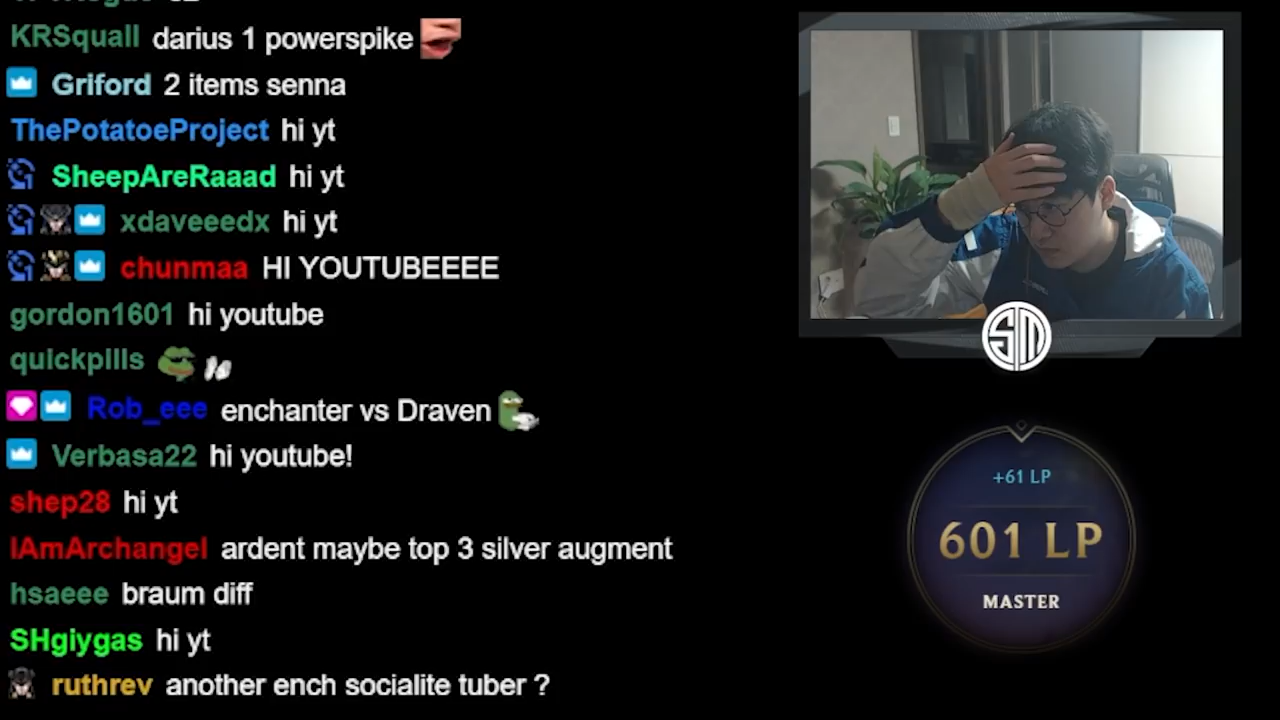 KRSquall darius 1 powerspike
Griford 2 items senna
ThePotatoeProject hi yt
SheepAreRaaad hi yt
xdaveeedx hi yt
chunmaa HI YOUTUBEEEE
gordon1601 hi youtube
quickpills
Rob_eee enchanter vs Draven
Verbasa22 hi youtube!
shep28 hi yt
IAmArchangel ardent maybe top 3 silver augment
hsaeee braum diff
SHgiygas hi yt
ruthrev another ench socialite tuber ?
TSM
+61 LP
601 LP
MASTER